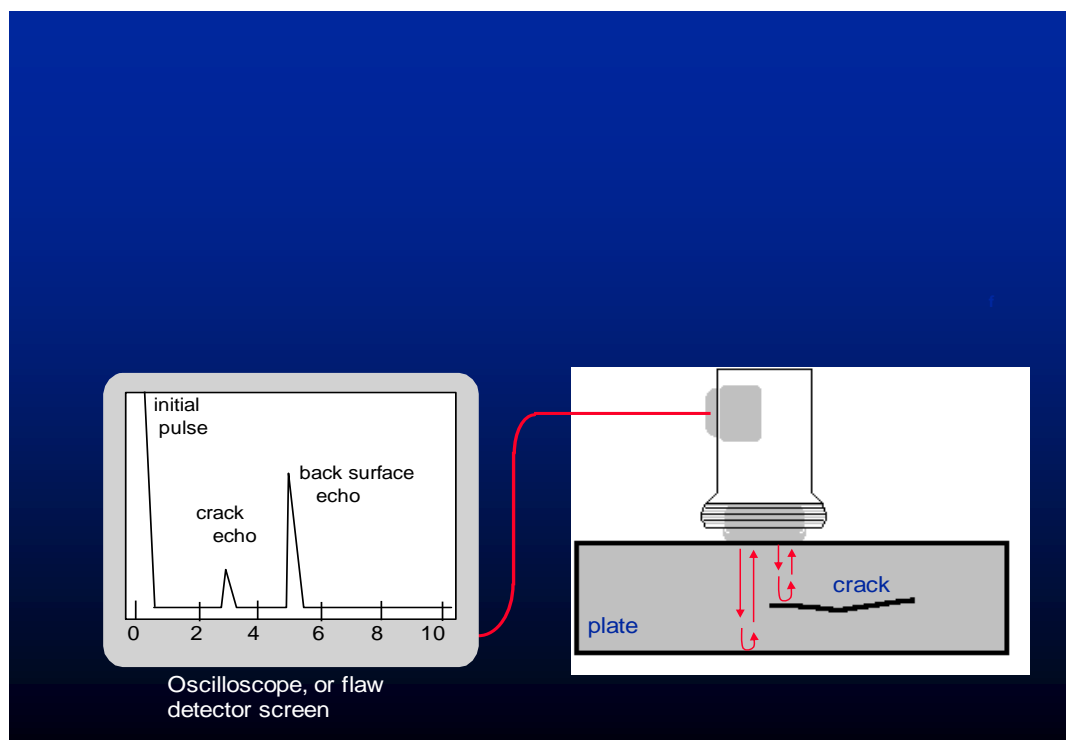 initial
pulse
back surface
echo
crack
echo
0 2 4 6 8 10
Oscilloscope, or flaw
detector screen
crack
plate